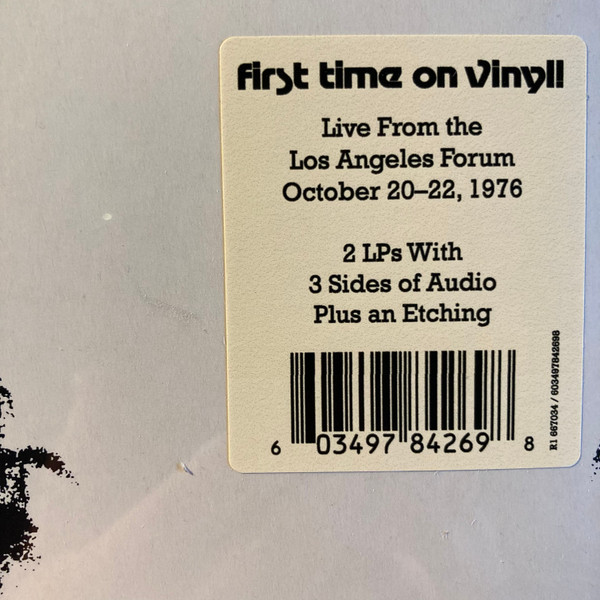 first time on Vinyl!
Live From the
Los Angeles Forum
October 20–22, 1976
2 LPs With
3 Sides of Audio
Plus an Etching
6 03497 84269 8
R1 667034 / 603497842698